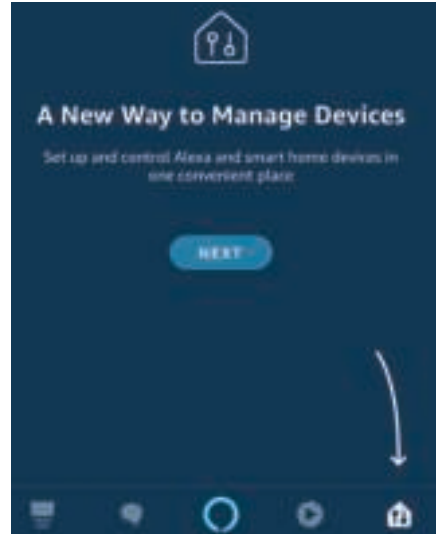 A New Way to Manage Devices
Set up and control Alexa and smart home devices in
one convenient place
NEXT